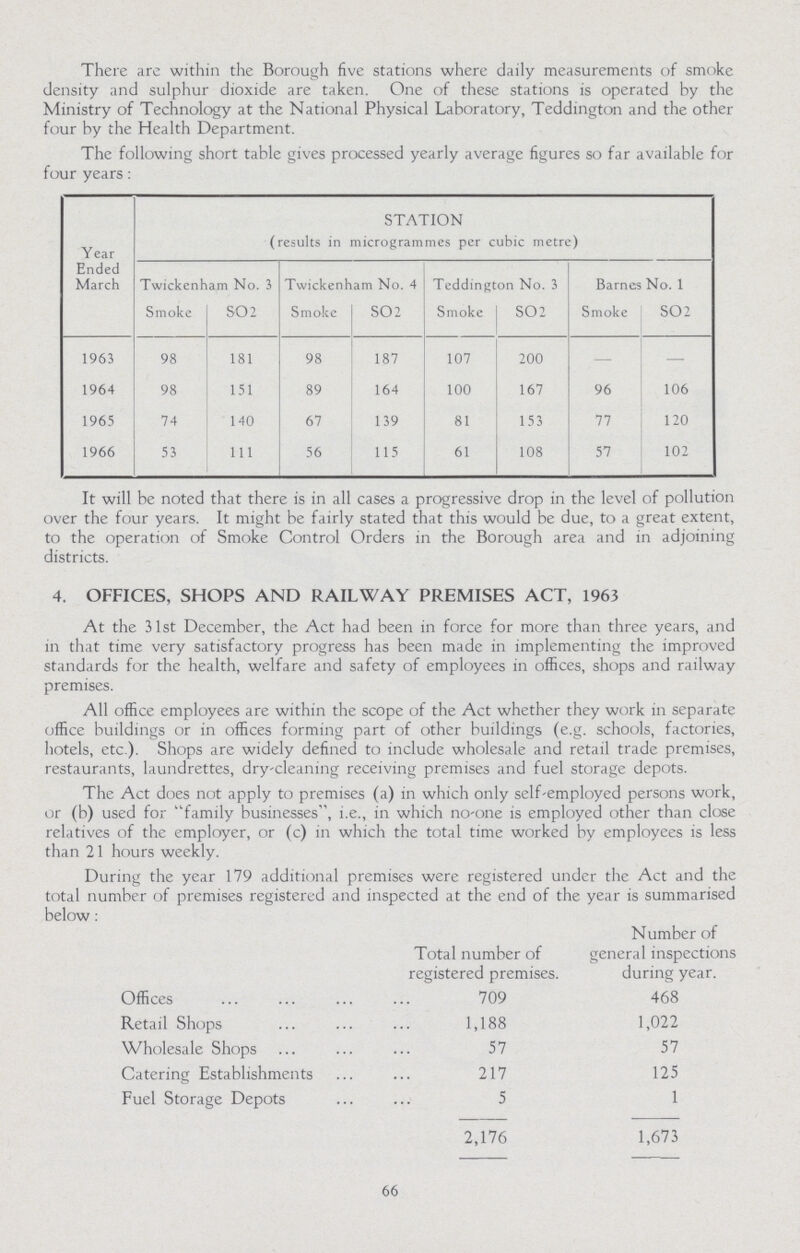 There are within the Borough five stations where daily measurements of smoke
density and sulphur dioxide are taken. One of these stations is operated by the
Ministry of Technology at the National Physical Laboratory, Teddington and the other
four by the Health Department.
The following short table gives processed yearly average figures so far available for
four years:
Year Ended March
STATION
(results in microgrammes per cubic metre)
Twickenham No. 3 Twickenham No. 4 Teddington No. 3 Barnes No. 1
Smoke SO2 Smoke SO2 Smoke SO2 Smoke SO2
1963 98 181 98 187 107 200 — —
1964 98 151 89 164 100 167 96 106
1965 74 140 67 139 81 153 77 120
1966 53 111 56 115 61 108 57 102
It will be noted that there is in all cases a progressive drop in the level of pollution
over the four years. It might be fairly stated that this would be due, to a great extent,
to the operation of Smoke Control Orders in the Borough area and in adjoining
districts.
4. OFFICES, SHOPS AND RAILWAY PREMISES ACT, 1963
At the 31st December, the Act had been in force for more than three years, and
in that time very satisfactory progress has been made in implementing the improved
standards for the health, welfare and safety of employees in offices, shops and railway
premises.
All office employees are within the scope of the Act whether they work in separate
office buildings or in offices forming part of other buildings (e.g. schools, factories,
hotels, etc.). Shops are widely defined to include wholesale and retail trade premises,
restaurants, laundrettes, dry-cleaning receiving premises and fuel storage depots.
The Act does not apply to premises (a) in which only self-employed persons work,
or (b) used for "family businesses", i.e., in which no-one is employed other than close
relatives of the employer, or (c) in which the total time worked by employees is less
than 21 hours weekly.
During the year 179 additional premises were registered under the Act and the
total number of premises registered and inspected at the end of the year is summarised
below:
Total number of registered premises. Number of general inspections during year.
Offices ... ... ... ... 709 468
Retail Shops ... ... ... 1,188 1,022
Wholesale Shops ... ... ... 57 57
Catering Establishments ... ... 217 125
Fuel Storage Depots ... ... 5 1
2,176 1,673
66